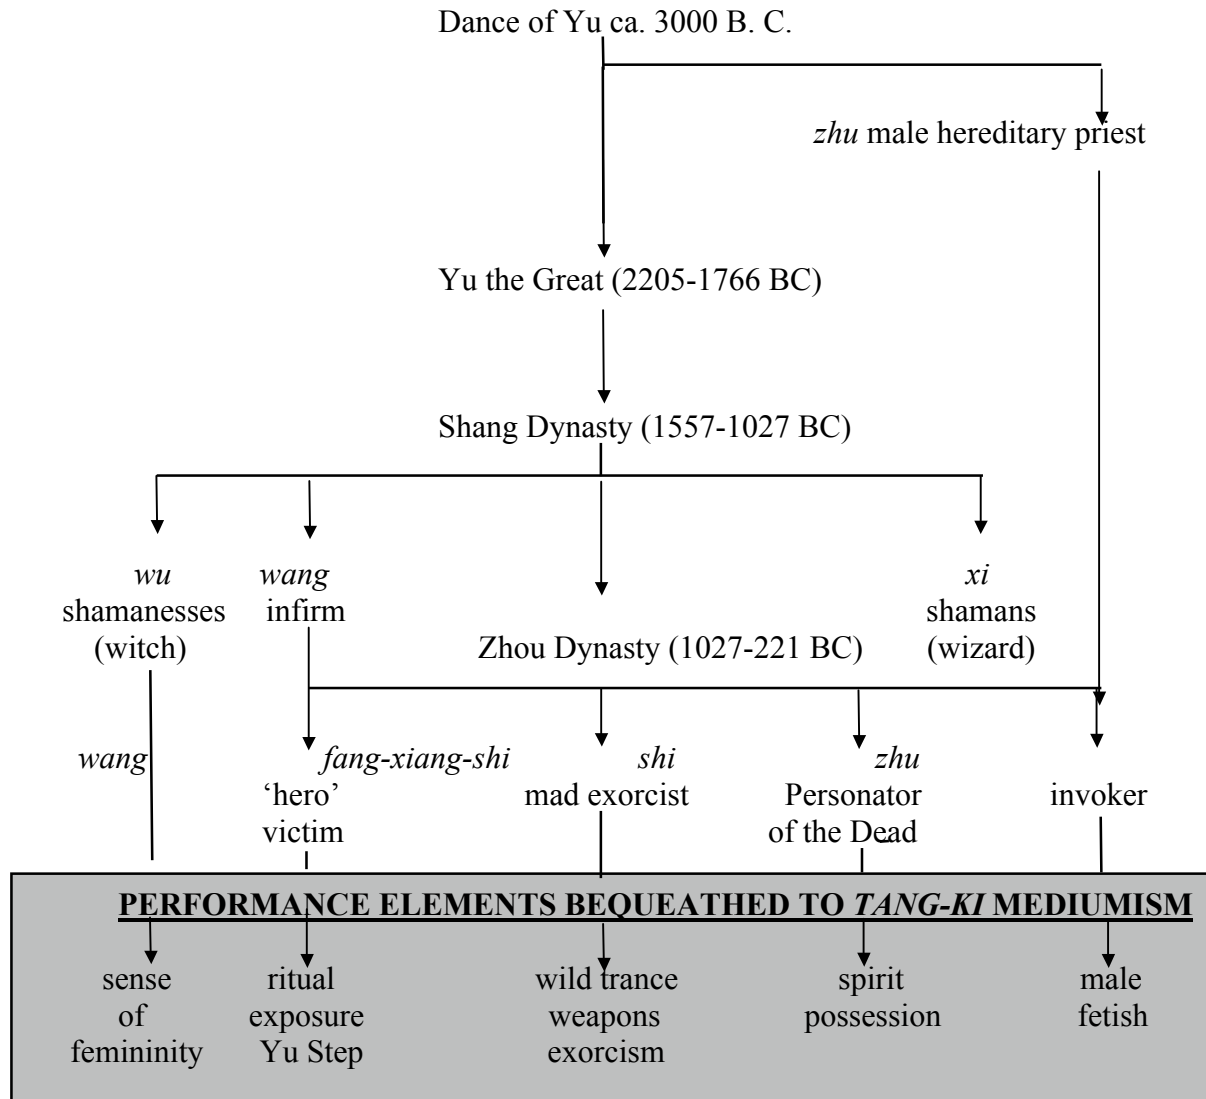 Dance of Yu ca. 3000 B. C.
zhu male hereditary priest
Yu the Great (2205-1766 BC)
Shang Dynasty (1557-1027 BC)
wu wang xi
shamanesses infirm shamans
(witch) Zhou Dynasty (1027-221 BC) (wizard)
wang fang-xiang-shi shi zhu
‘hero’ mad exorcist Personator invoker
victim of the Dead
PERFORMANCE ELEMENTS BEQUEATHED TO TANG-KI MEDIUMISM
sense ritual wild trance spirit male
of exposure weapons possession fetish
femininity Yu Step exorcism